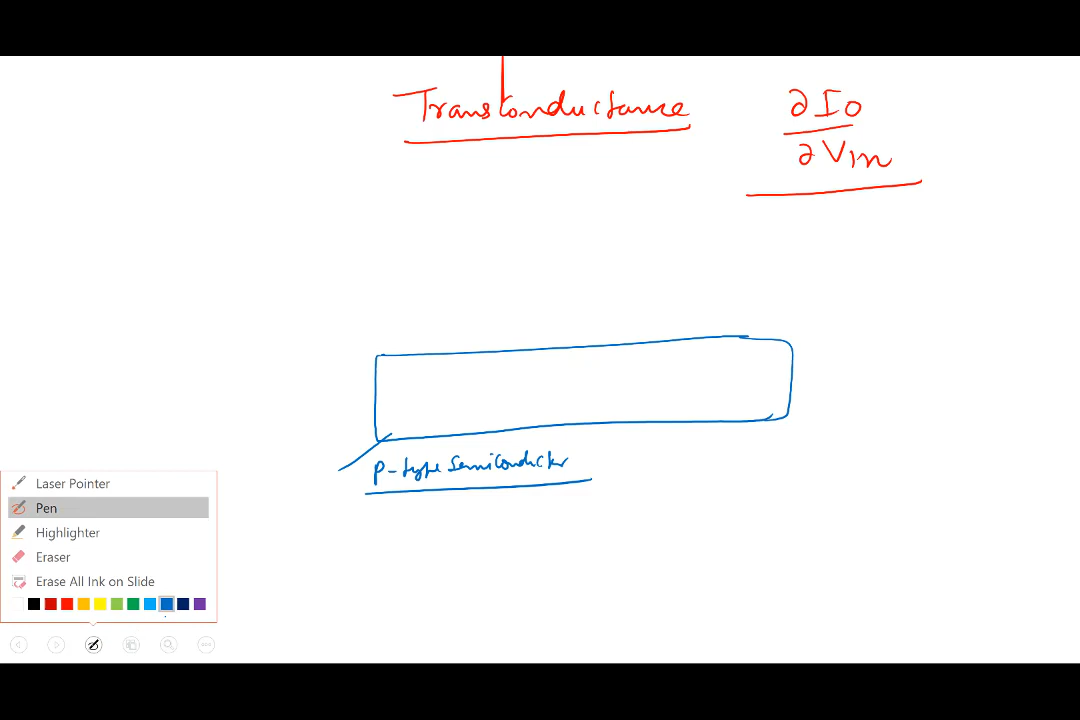 Transconductance
∂Io
∂Vin
p-type Semiconductor
Laser Pointer
Pen
Highlighter
Eraser
Erase All Ink on Slide